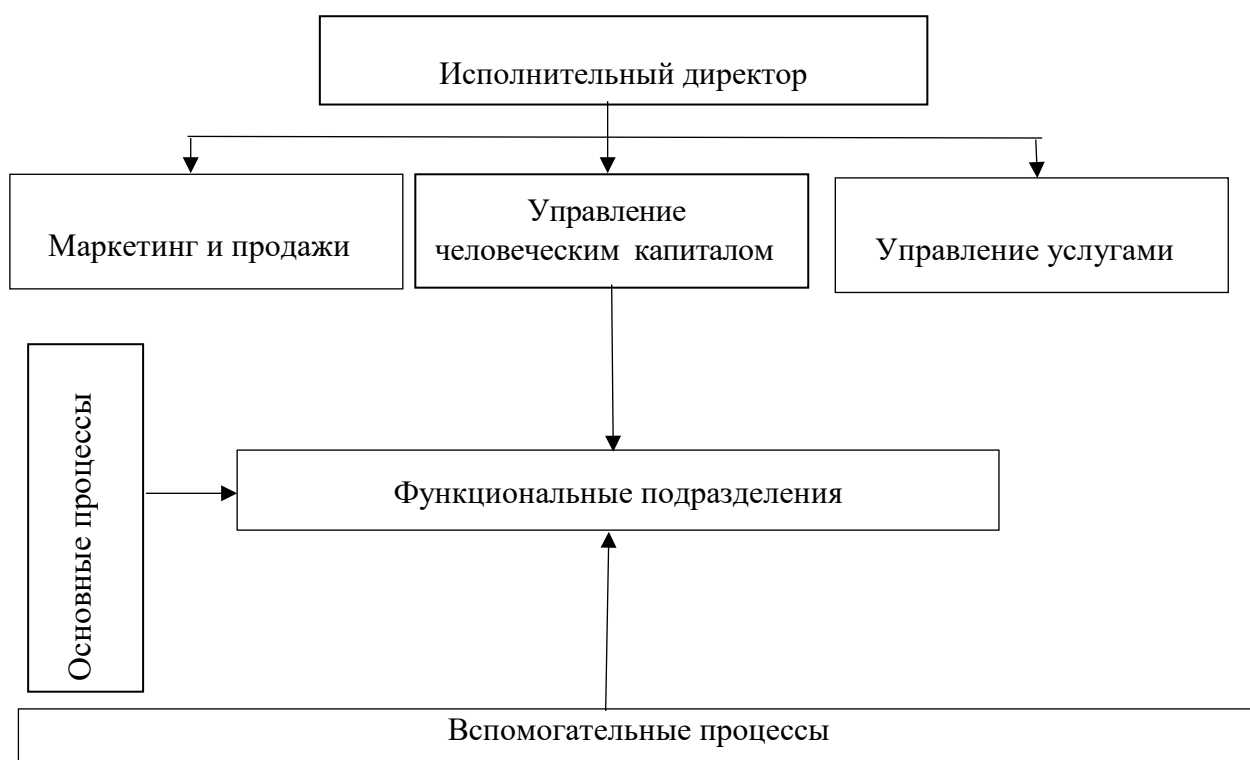 Исполнительный директор
Маркетинг и продажи
Управление
человеческим капиталом
Управление услугами
Основные процессы
Функциональные подразделения
Вспомогательные процессы